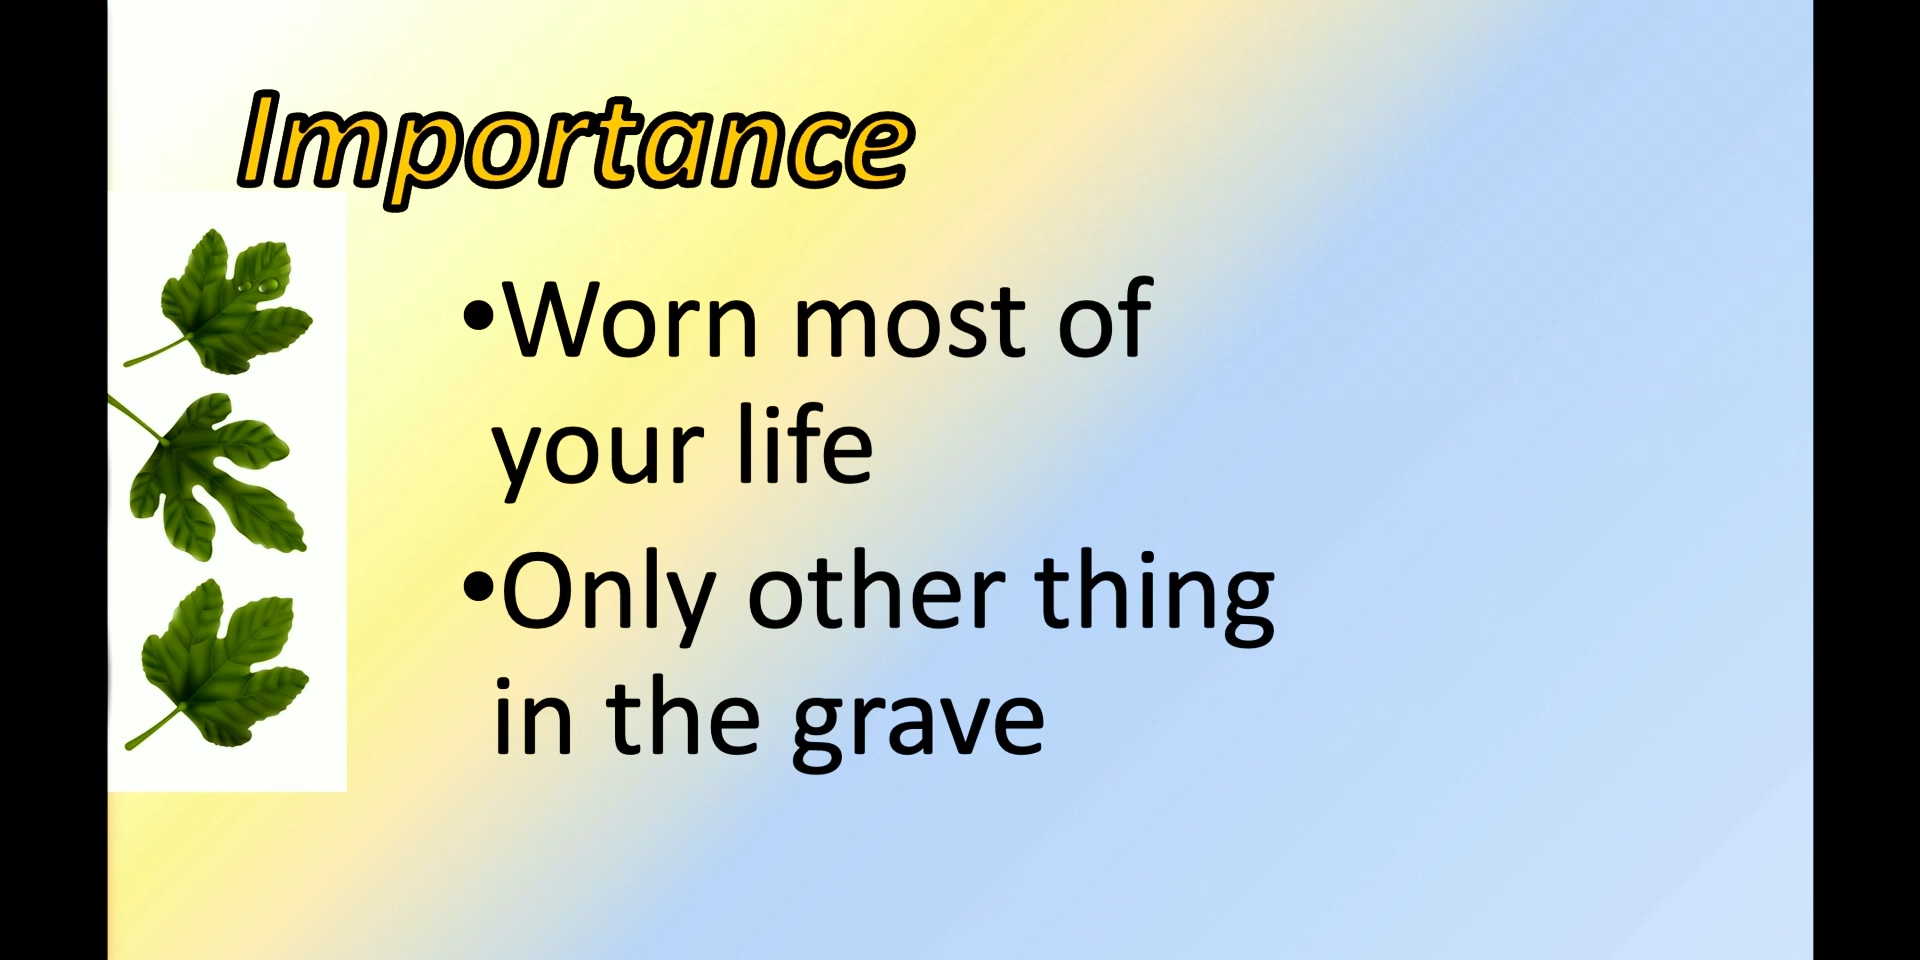 Importance
•Worn most of
your life
•Only other thing
in the grave